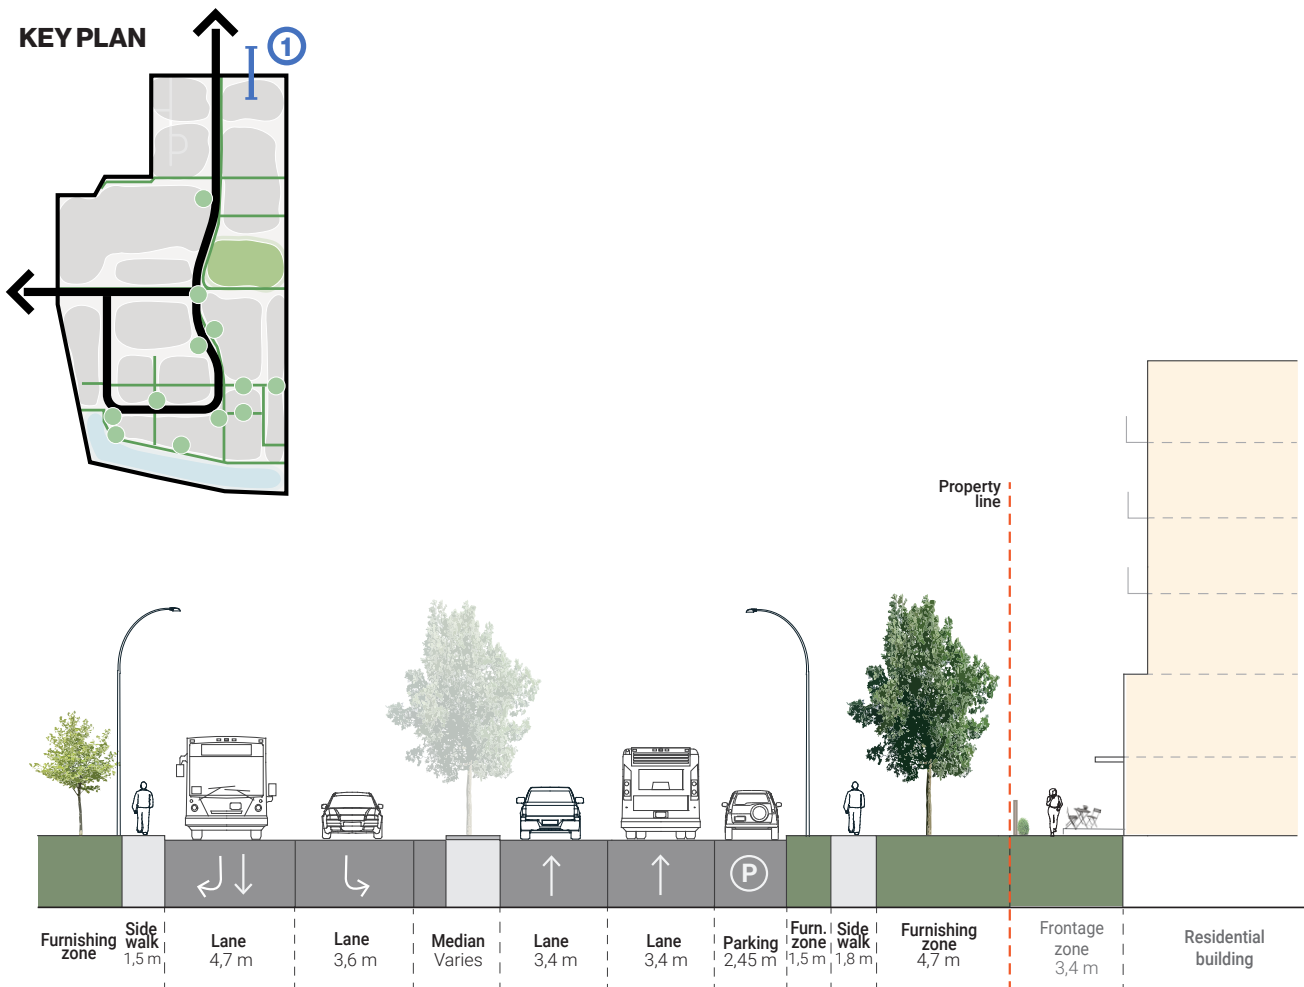 KEY PLAN
1
P
Property
line
P
Furnishing
zone
Side
walk
1,5 m
Lane
4,7 m
Lane
3,6 m
Median
Varies
Lane
3,4 m
Lane
3,4 m
Parking
2,45 m
Furn.
zone
1,5 m
Side
walk
1,8 m
Furnishing
zone
4,7 m
Frontage
zone
3,4 m
Residential
building